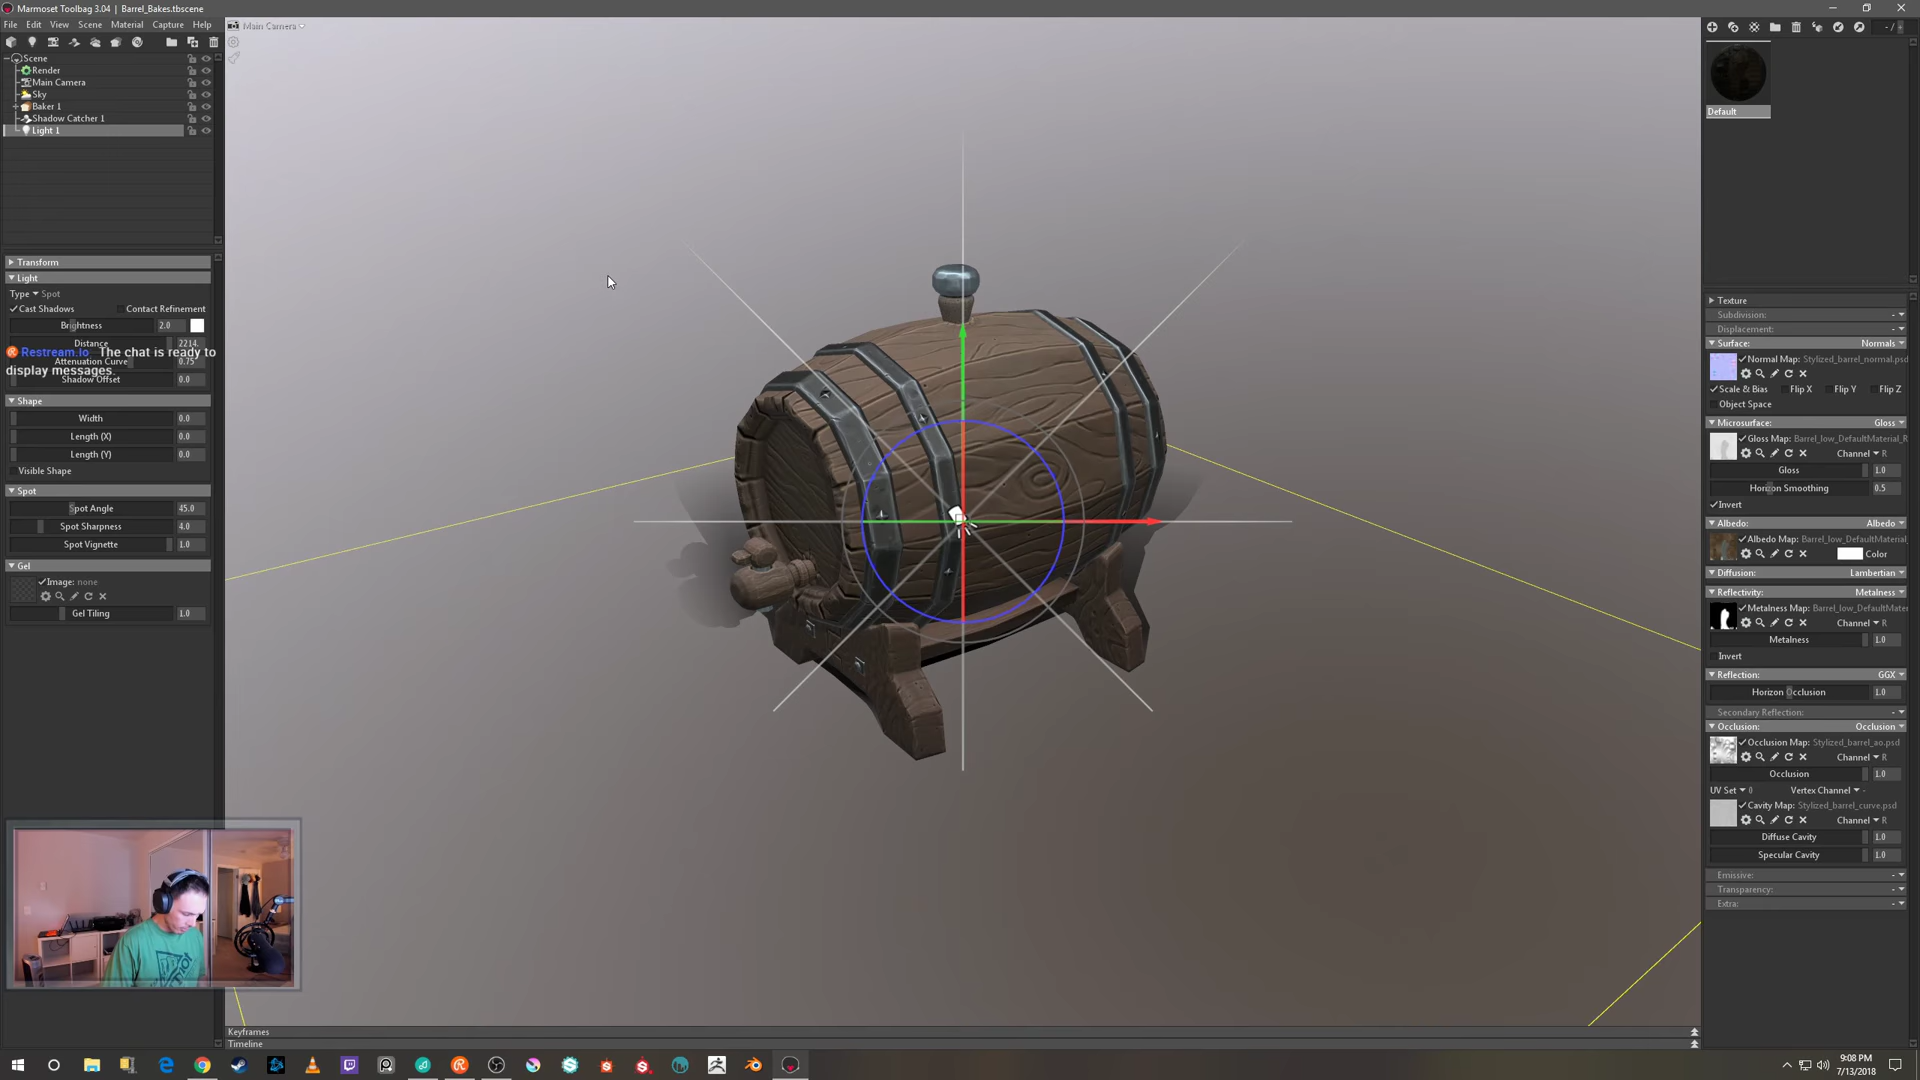 Marmoset Toolbag 3.04 | Barrel_Bakes.tbscene
File Edit View Scene Material Capture Help
Main Camera
Scene
Render
Main Camera
Sky
Baker 1
Shadow Catcher 1
Light 1
Transform
Light
Type Spot
Cast Shadows Contact Refinement
Brightness 2.0
Distance 2214.
Restream.io The chat is ready to
Attenuation Curve 0.75
display messages.
Shadow Offset 0.0
Shape
Width 0.0
Length (X) 0.0
Length (Y) 0.0
Visible Shape
Spot
Spot Angle 45.0
Spot Sharpness 4.0
Spot Vignette 1.0
Gel
Image: none
Gel Tiling 1.0
Default
Texture
Subdivision: -
Displacement: -
Surface: Normals
Normal Map: Stylized_barrel_normal.psd
Scale & Bias Flip X Flip Y Flip Z
Object Space
Microsurface: Gloss
Gloss Map: Barrel_low_DefaultMaterial_R
Channel R
Gloss 1.0
Horizon Smoothing 0.5
Invert
Albedo: Albedo
Albedo Map: Barrel_low_DefaultMaterial_
Color
Diffusion: Lambertian
Reflectivity: Metalness
Metalness Map: Barrel_low_DefaultMater
Channel R
Metalness 1.0
Invert
Reflection: GGX
Horizon Occlusion 1.0
Secondary Reflection: -
Occlusion: Occlusion
Occlusion Map: Stylized_barrel_ao.psd
Channel R
Occlusion 1.0
UV Set 0 Vertex Channel -
Cavity Map: Stylized_barrel_curve.psd
Channel R
Diffuse Cavity 1.0
Specular Cavity 1.0
Emissive: -
Transparency: -
Extra: -
Keyframes
Timeline
9:08 PM
7/13/2018